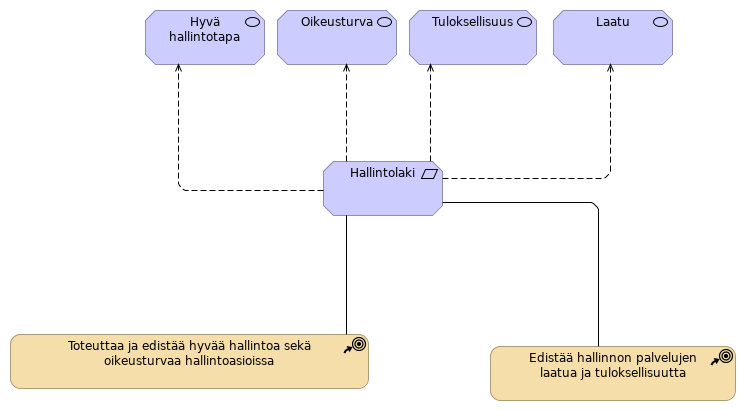 Hyvä
hallintotapa
Oikeusturva
Tuloksellisuus
Laatu
Hallintolaki
Toteuttaa ja edistää hyvää hallintoa sekä
oikeusturvaa hallintoasioissa
Edistää hallinnon palvelujen
laatua ja tuloksellisuutta